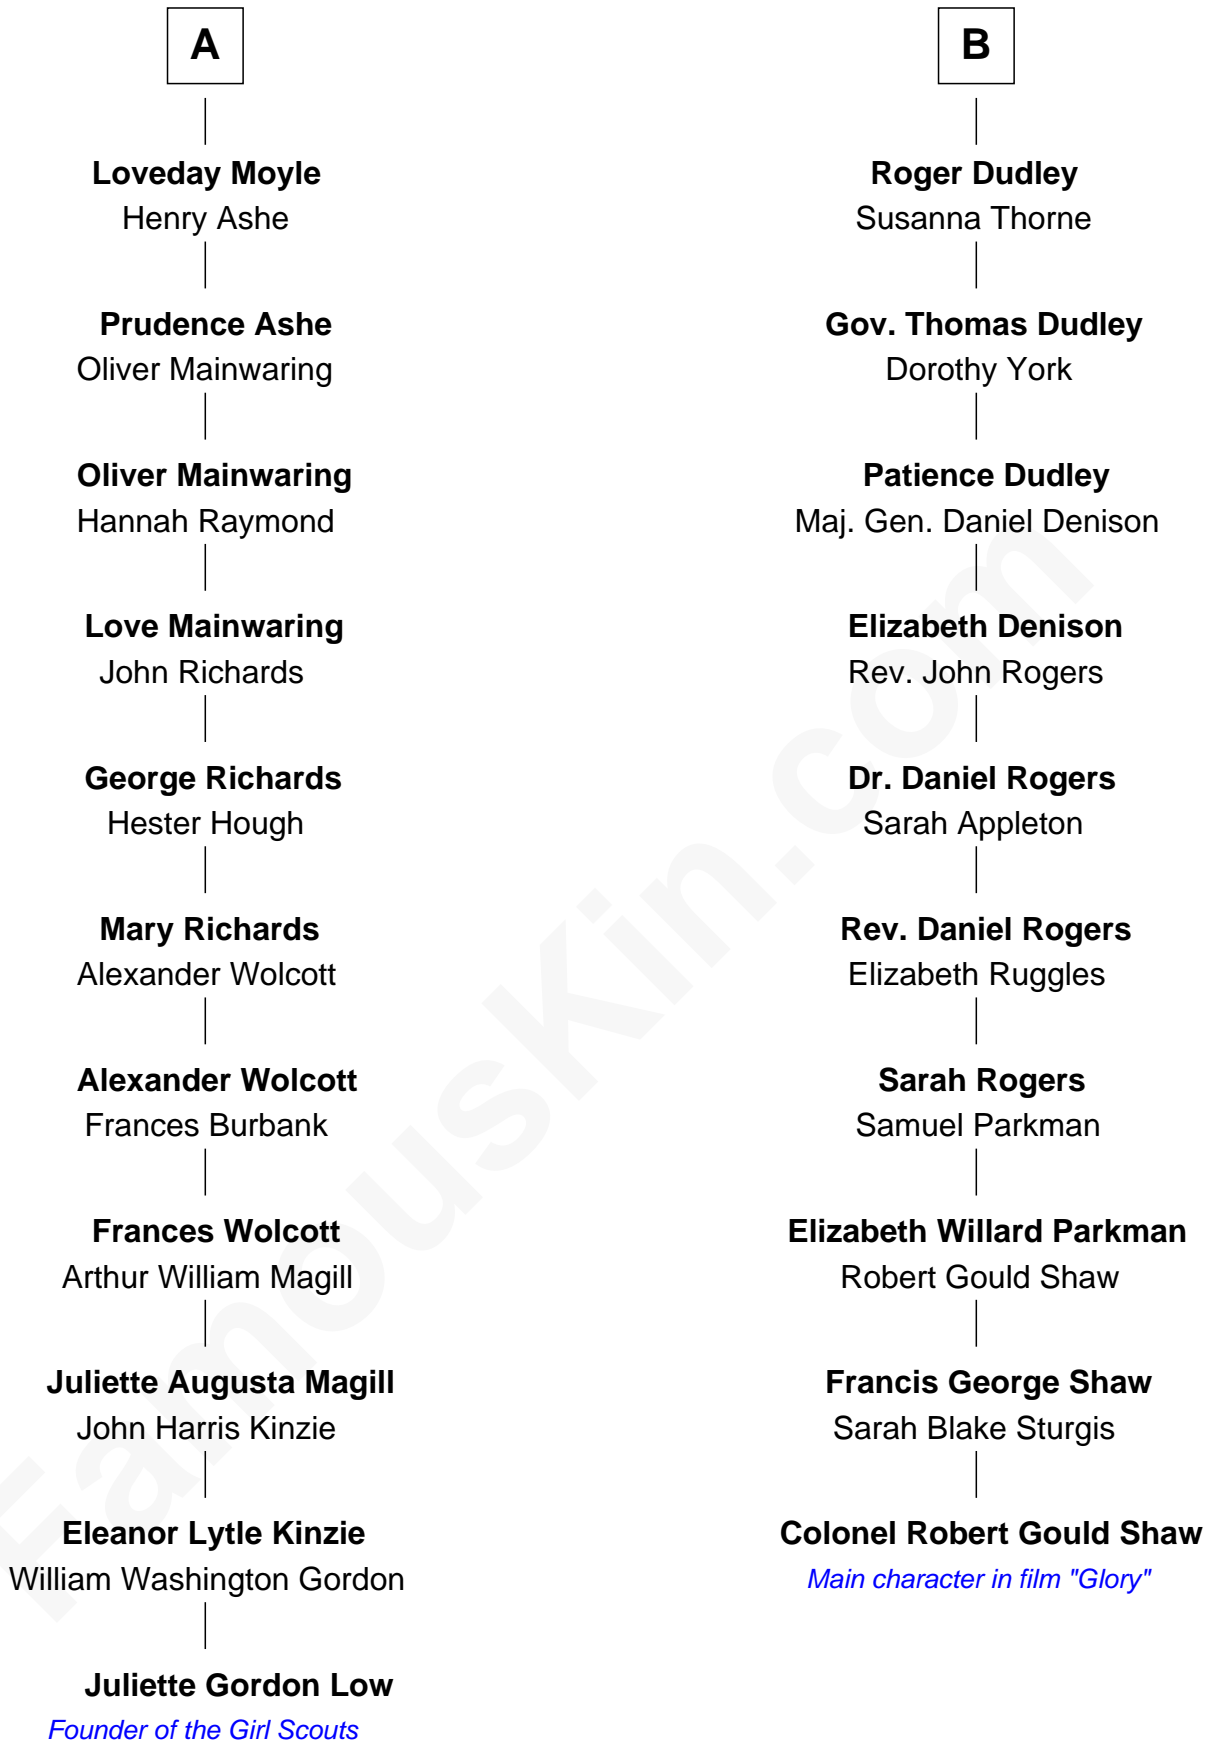 A
Loveday Moyle
Henry Ashe
Prudence Ashe
Oliver Mainwaring
Oliver Mainwaring
Hannah Raymond
Love Mainwaring
John Richards
George Richards
Hester Hough
Mary Richards
Alexander Wolcott
Alexander Wolcott
Frances Burbank
Frances Wolcott
Arthur William Magill
Juliette Augusta Magill
John Harris Kinzie
Eleanor Lytle Kinzie
William Washington Gordon
Juliette Gordon Low
Founder of the Girl Scouts
B
Roger Dudley
Susanna Thorne
Gov. Thomas Dudley
Dorothy York
Patience Dudley
Maj. Gen. Daniel Denison
Elizabeth Denison
Rev. John Rogers
Dr. Daniel Rogers
Sarah Appleton
Rev. Daniel Rogers
Elizabeth Ruggles
Sarah Rogers
Samuel Parkman
Elizabeth Willard Parkman
Robert Gould Shaw
Francis George Shaw
Sarah Blake Sturgis
Colonel Robert Gould Shaw
Main character in film "Glory"
FamousKin.com